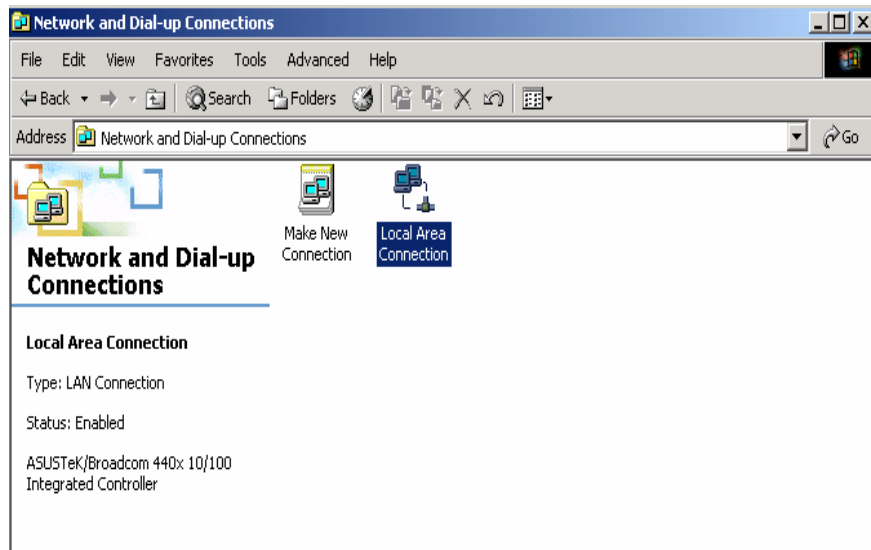 Network and Dial-up Connections
File Edit View Favorites Tools Advanced Help
Back Search Folders
Address Network and Dial-up Connections Go
Make New
Connection
Local Area
Connection
Network and Dial-up
Connections
Local Area Connection
Type: LAN Connection
Status: Enabled
ASUSTeK/Broadcom 440x 10/100
Integrated Controller